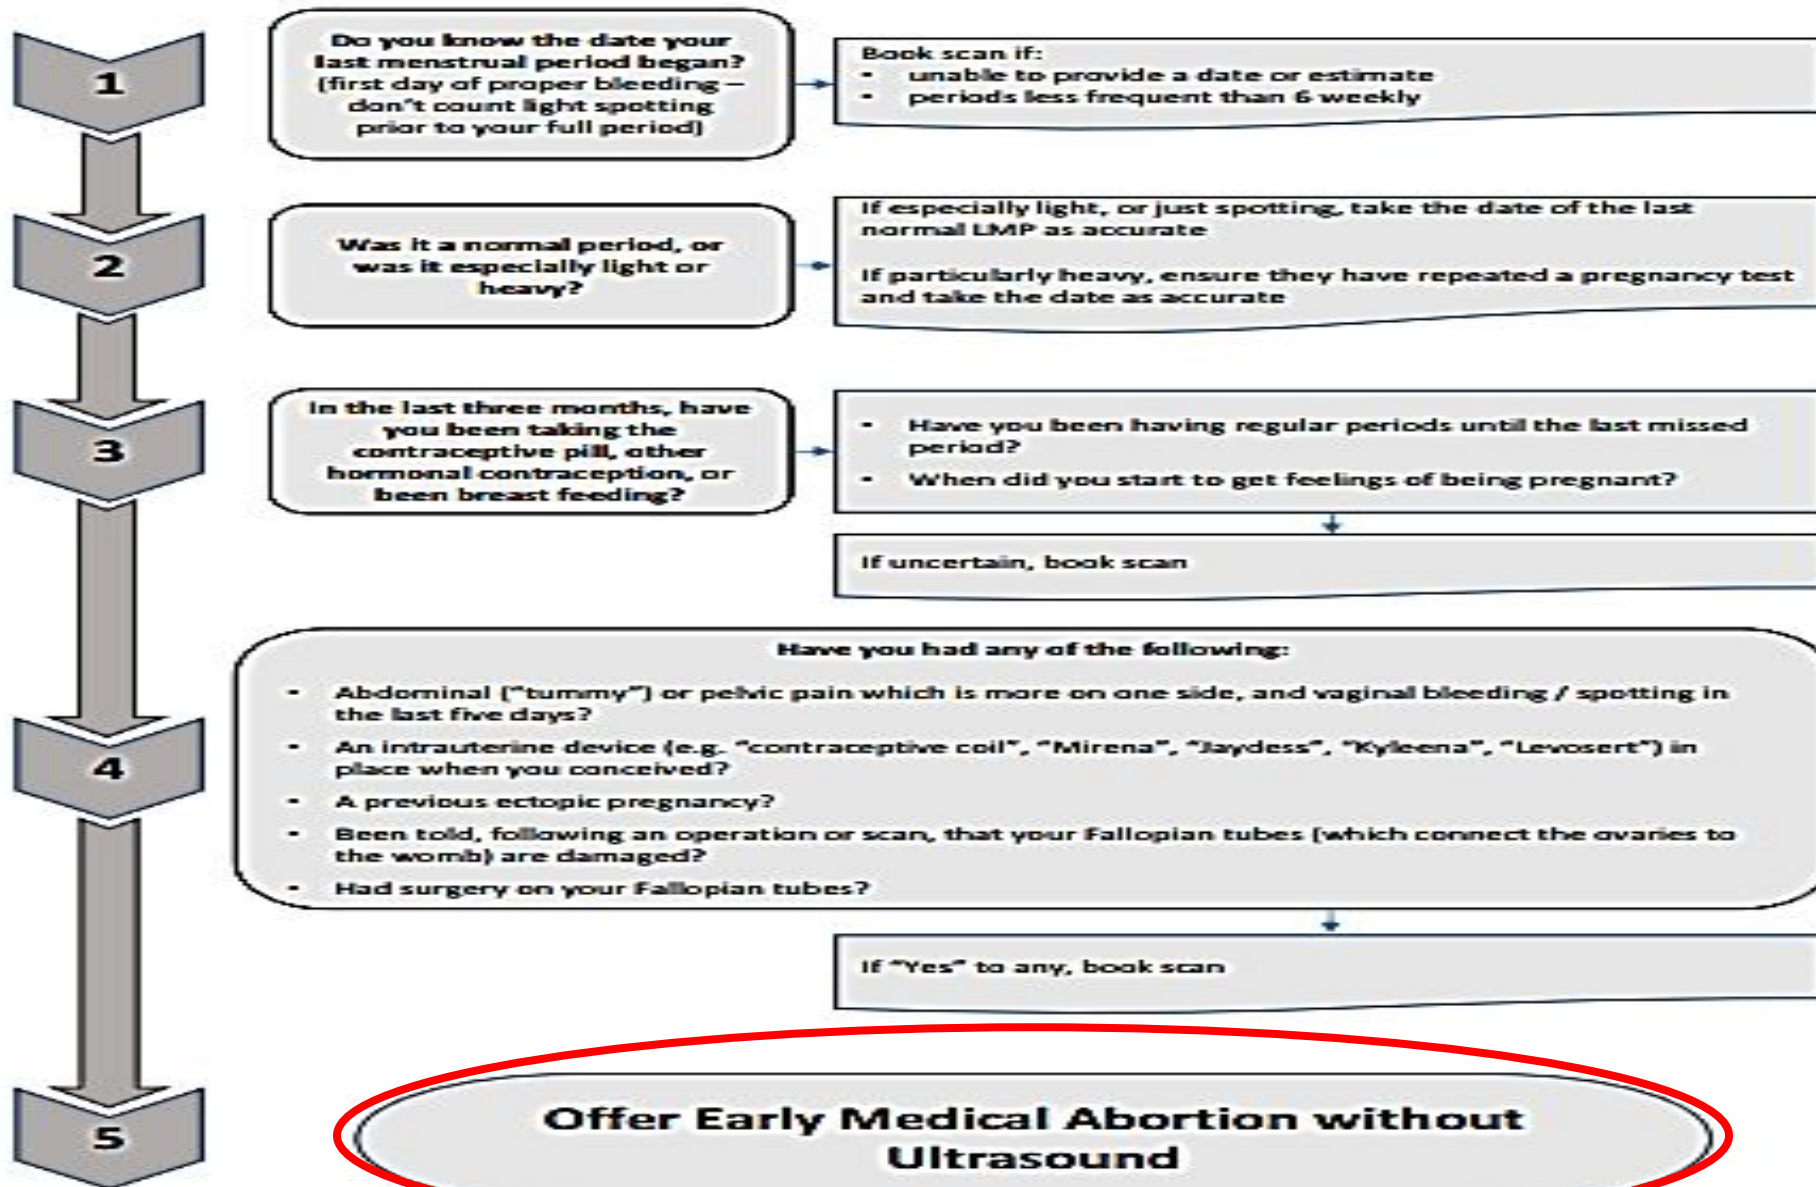 1
Do you know the date your
last menstrual period began?
(first day of proper bleeding –
don't count light spotting
prior to your full period)
Book scan if:
• unable to provide a date or estimate
• periods less frequent than 6 weekly
2
Was it a normal period, or
was it especially light or
heavy?
If especially light, or just spotting, take the date of the last
normal LMP as accurate
If particularly heavy, ensure they have repeated a pregnancy test
and take the date as accurate
3
In the last three months, have
you been taking the
contraceptive pill, other
hormonal contraception, or
been breast feeding?
• Have you been having regular periods until the last missed
period?
• When did you start to get feelings of being pregnant?
If uncertain, book scan
4
Have you had any of the following:
• Abdominal ("tummy") or pelvic pain which is more on one side, and vaginal bleeding / spotting in
the last five days?
• An intrauterine device (e.g. "contraceptive coil", "Mirena", "Jaydess", "Kyleena", "Levosert") in
place when you conceived?
• A previous ectopic pregnancy?
• Been told, following an operation or scan, that your Fallopian tubes (which connect the ovaries to
the womb) are damaged?
• Had surgery on your Fallopian tubes?
If "Yes" to any, book scan
5
Offer Early Medical Abortion without
Ultrasound